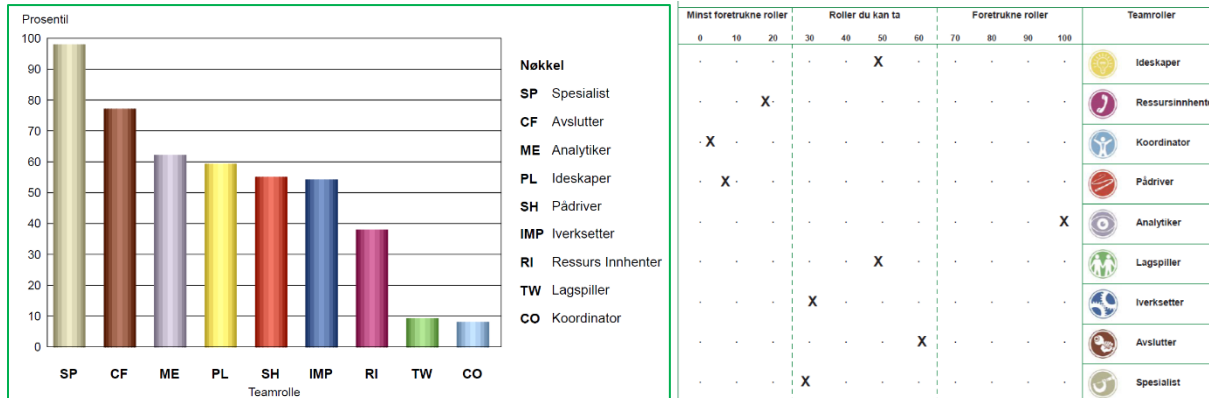 Prosentil
100
90
80
70
60
50
40
30
20
10
0
SP CF ME PL SH IMP RI TW CO
Teamrolle
Nøkkel
SP Spesialist
CF Avslutter
ME Analytiker
PL Ideskaper
SH Pådriver
IMP Iverksetter
RI Ressurs Innhenter
TW Lagspiller
CO Koordinator
Minst foretrukne roller Roller du kan ta Foretrukne roller Teamroller
0 10 20 30 40 50 60 70 80 90 100
X Ideskaper
X Ressursinnhente
X Koordinator
X Pådriver
X Analytiker
X Lagspiller
X Iverksetter
X Avslutter
X Spesialist